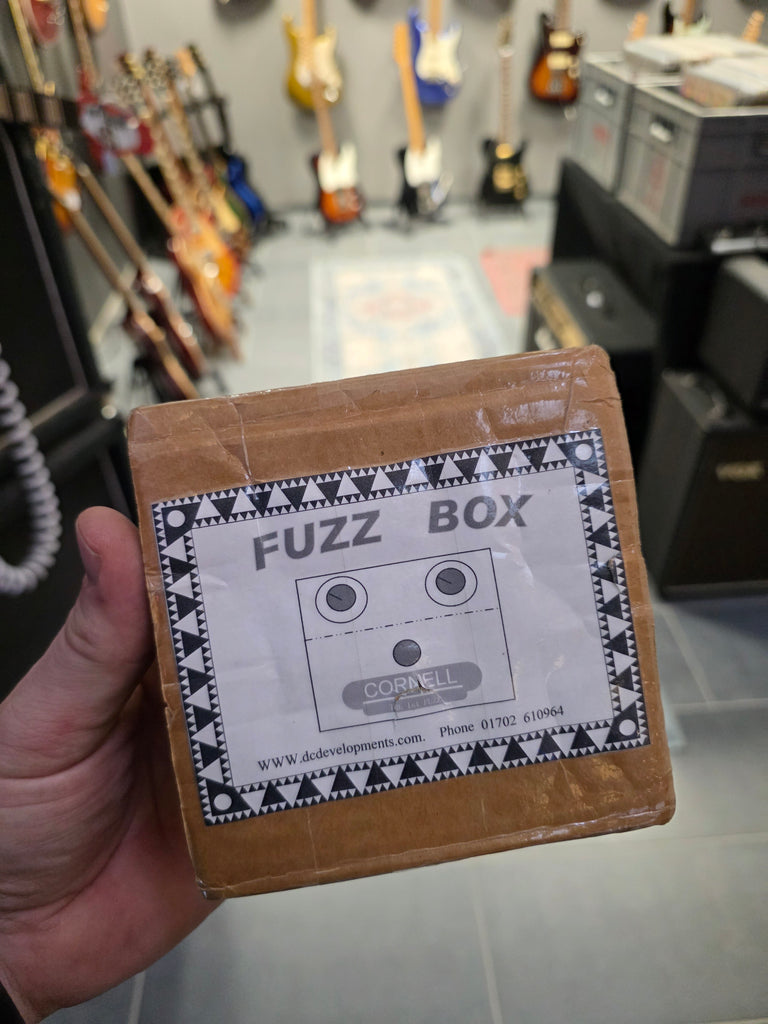 FUZZ BOX
CORNELL
WWW.dcdevelopments.com. Phone 01702 610964